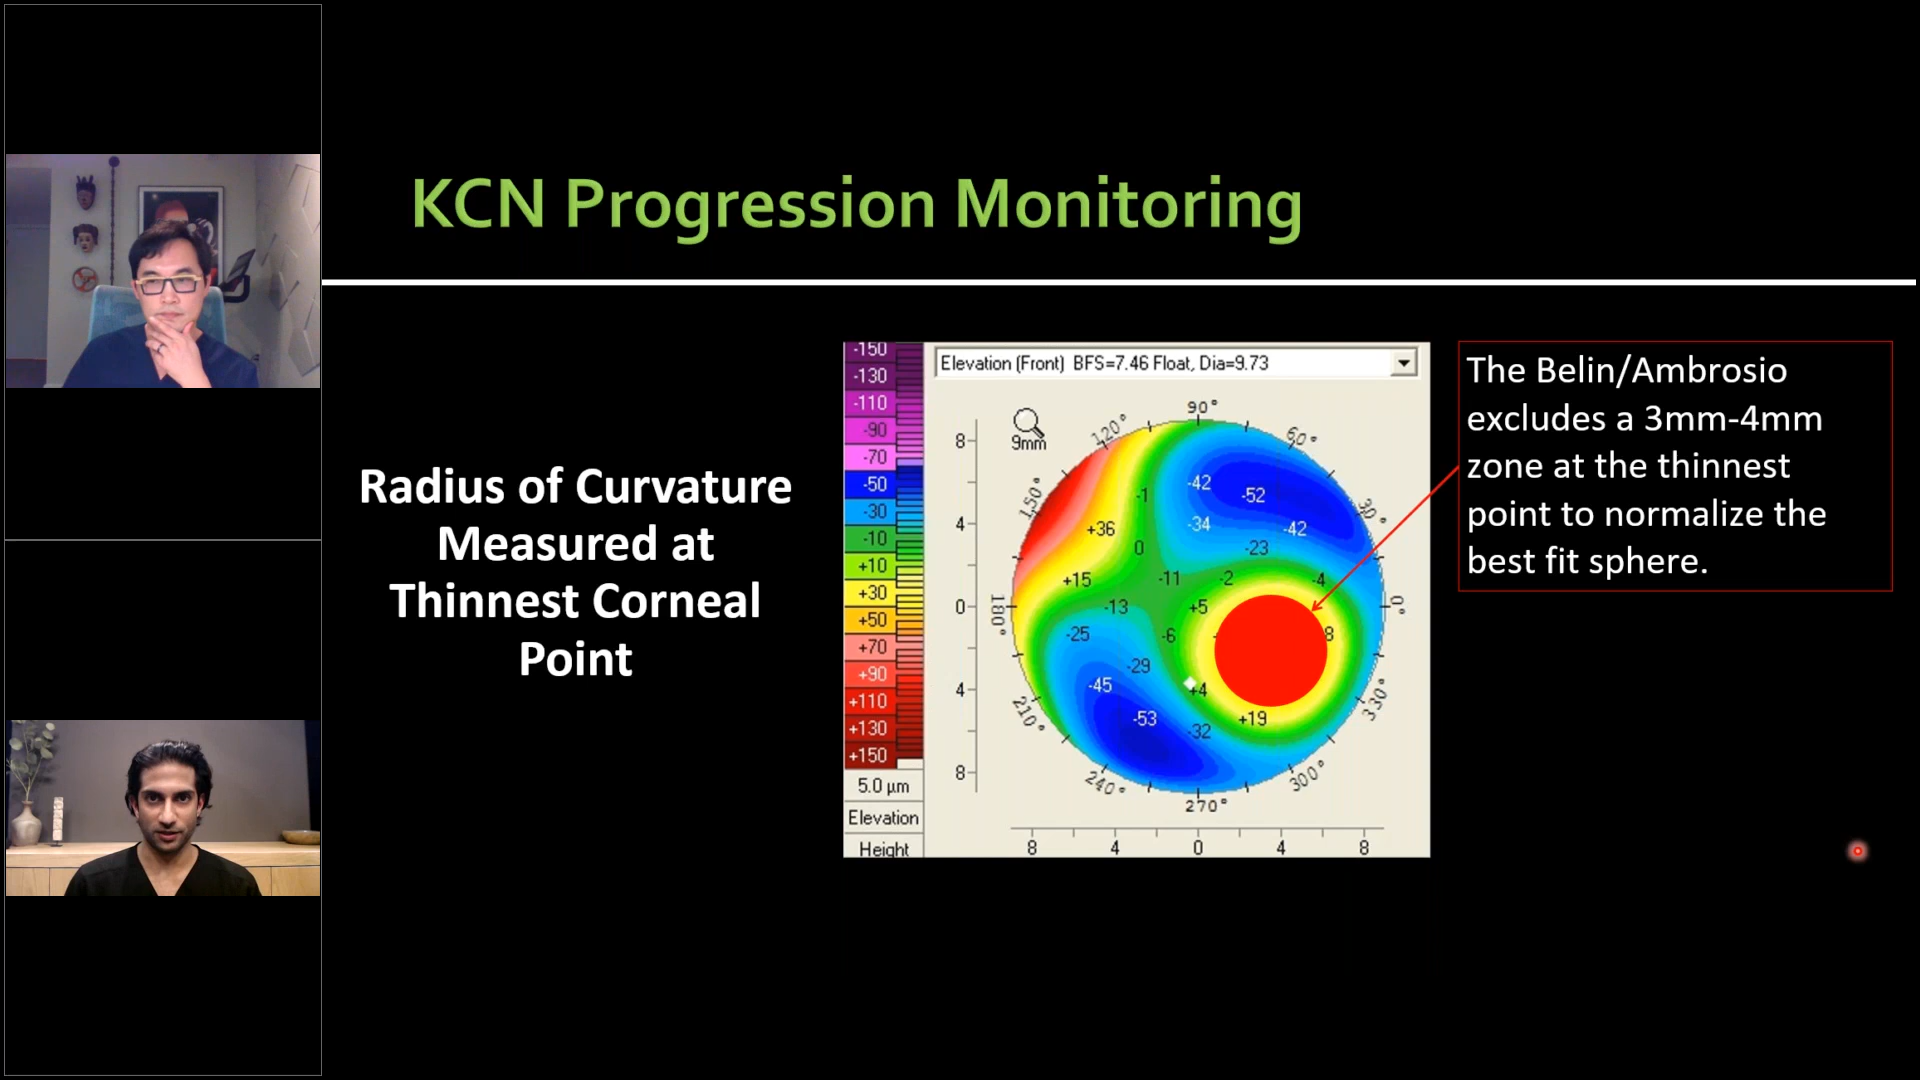 KCN Progression Monitoring
Radius of Curvature
Measured at
Thinnest Corneal
Point
-150
-130
-110
-90
-70
-50
-30
-10
+10
+30
+50
+70
+90
+110
+130
+150
5.0 µm
Elevation
Height
Elevation (Front) BFS=7.46 Float, Dia=9.73
9mm
90°
120° 60°
150° 30°
180° 0°
210° 330°
240° 300°
270°
8
4
0
4
8
-1 -42 -52
+36 -34 -42
0 -23
+15 -11 -2 -4
-13 +5
-25 -6 8
-29
-45 +4
-53 -32 +19
8 4 0 4 8
The Belin/Ambrosio
excludes a 3mm-4mm
zone at the thinnest
point to normalize the
best fit sphere.